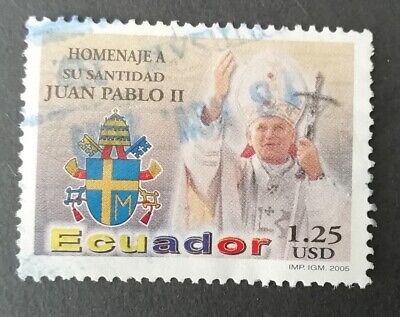 HOMENAJE A
SU SANTIDAD
JUAN PABLO II
M
Ecuador
1.25
USD
IMP. IGM. 2005